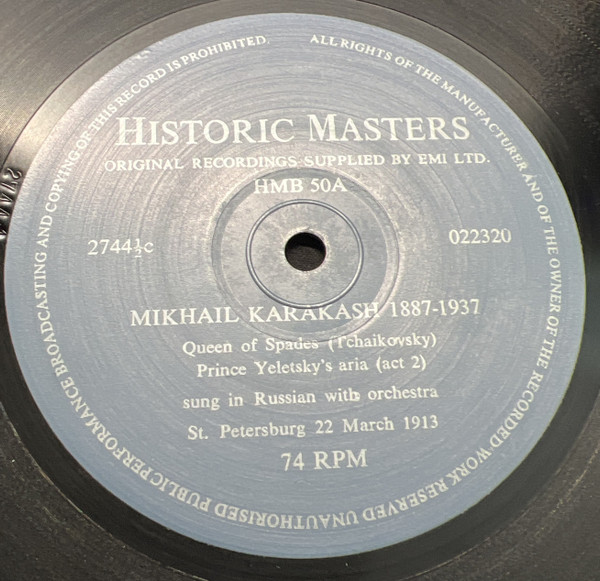 ALL RIGHTS OF THE MANUFACTURER AND OF THE OWNER OF THE RECORDED WORK RESERVED UNAUTHORISED PUBLIC PERFORMANCE BROADCASTING AND COPYING OF THIS RECORD IS PROHIBITED.
HISTORIC MASTERS
ORIGINAL RECORDINGS SUPPLIED BY EMI LTD.
HMB 50A
2744½c
022320
MIKHAIL KARAKASH 1887-1937
Queen of Spades (Tchaikovsky)
Prince Yeletsky's aria (act 2)
sung in Russian with orchestra
St. Petersburg 22 March 1913
74 RPM